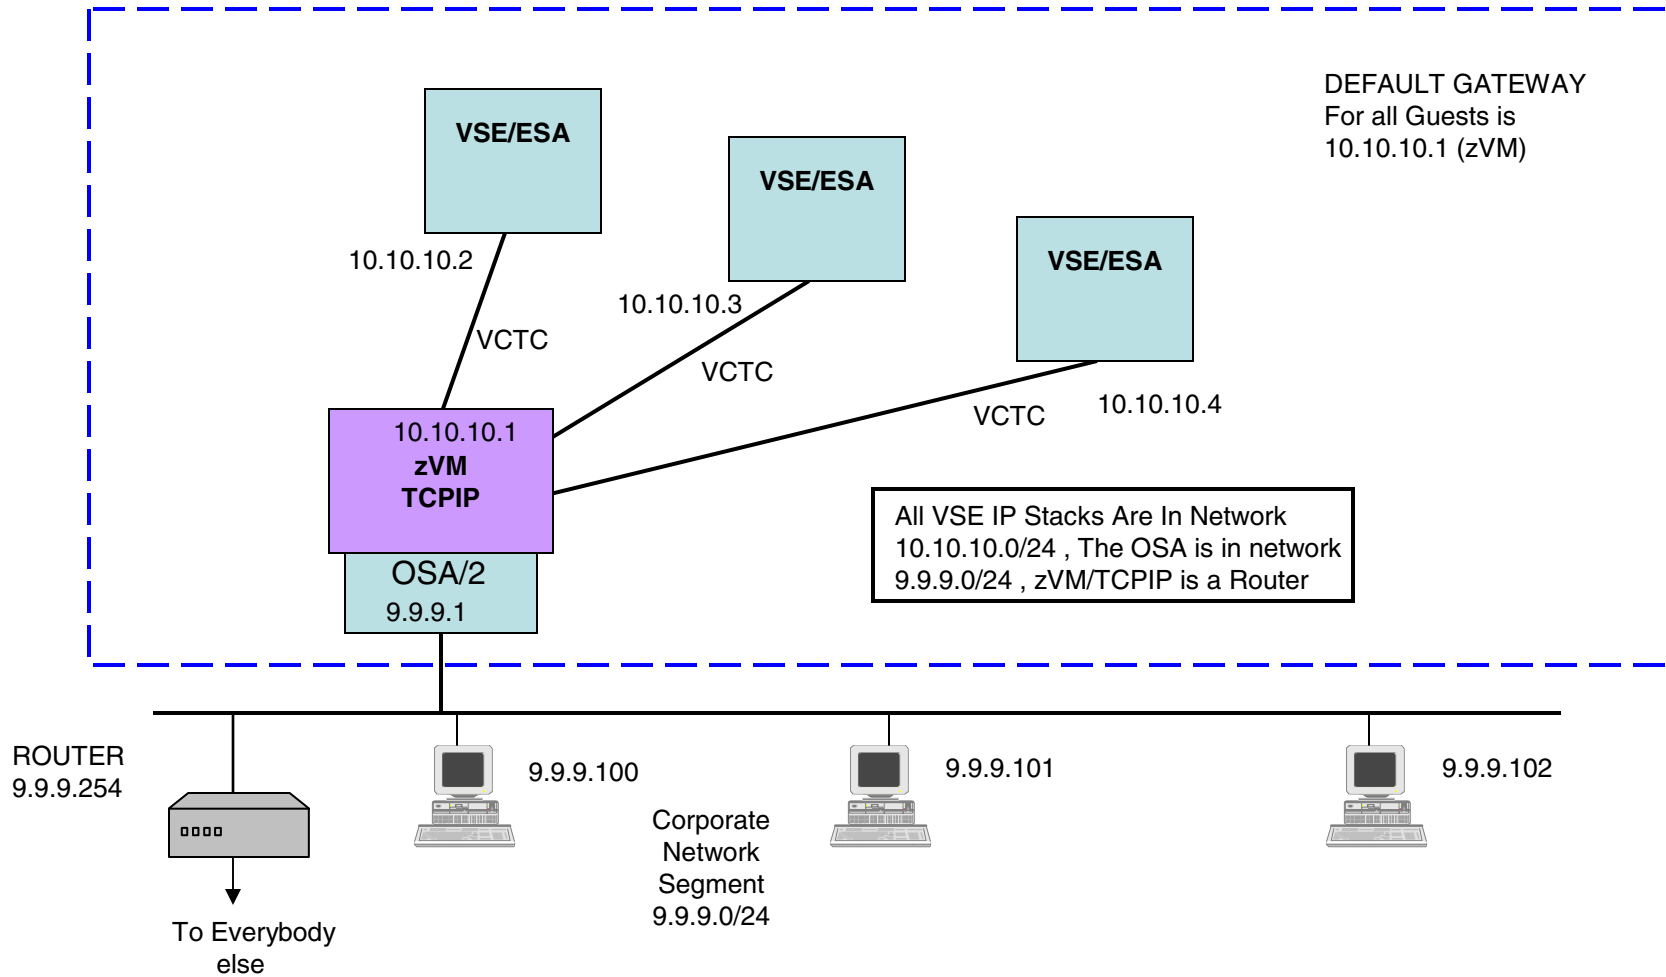 DEFAULT GATEWAY
For all Guests is
10.10.10.1 (zVM)
VSE/ESA
VSE/ESA
VSE/ESA
10.10.10.2
10.10.10.3
10.10.10.4
VCTC
VCTC
VCTC
10.10.10.1
zVM
TCPIP
OSA/2
9.9.9.1
All VSE IP Stacks Are In Network
10.10.10.0/24 , The OSA is in network
9.9.9.0/24 , zVM/TCPIP is a Router
ROUTER
9.9.9.254
9.9.9.100
9.9.9.101
9.9.9.102
Corporate
Network
Segment
9.9.9.0/24
To Everybody
else